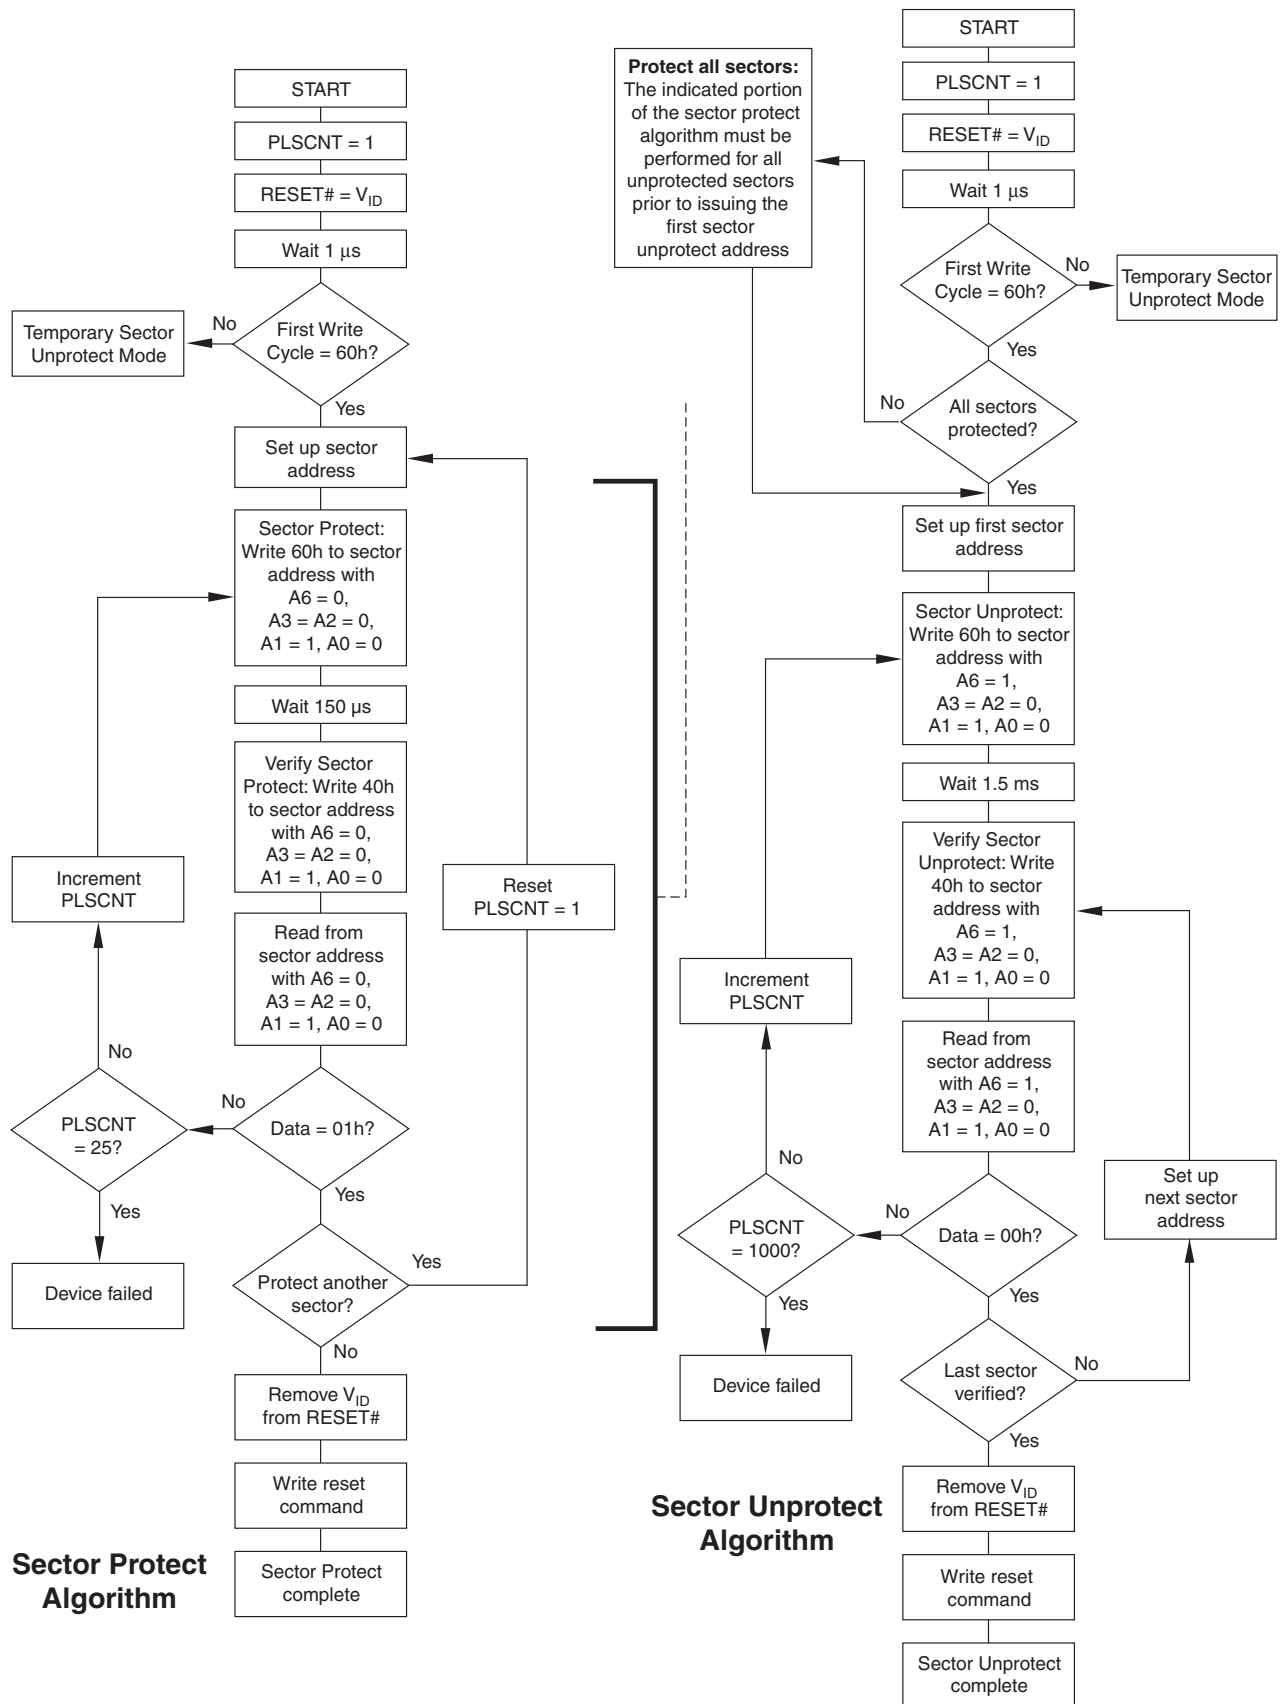 START
PLSCNT = 1
RESET# = VID
Wait 1 μs
First Write
Cycle = 60h?
No
Temporary Sector
Unprotect Mode
Yes
Set up sector
address
Sector Protect:
Write 60h to sector
address with
A6 = 0,
A3 = A2 = 0,
A1 = 1, A0 = 0
Wait 150 μs
Verify Sector
Protect: Write 40h
to sector address
with A6 = 0,
A3 = A2 = 0,
A1 = 1, A0 = 0
Increment
PLSCNT
Reset
PLSCNT = 1
Read from
sector address
with A6 = 0,
A3 = A2 = 0,
A1 = 1, A0 = 0
No
PLSCNT
= 25?
No
Data = 01h?
Yes
Yes
Device failed
Protect another
sector?
Yes
No
Remove VID
from RESET#
Write reset
command
Sector Protect
complete
Sector Protect
Algorithm
Protect all sectors:
The indicated portion
of the sector protect
algorithm must be
performed for all
unprotected sectors
prior to issuing the
first sector
unprotect address
START
PLSCNT = 1
RESET# = VID
Wait 1 μs
First Write
Cycle = 60h?
No
Temporary Sector
Unprotect Mode
Yes
No
All sectors
protected?
Yes
Set up first sector
address
Sector Unprotect:
Write 60h to sector
address with
A6 = 1,
A3 = A2 = 0,
A1 = 1, A0 = 0
Wait 1.5 ms
Verify Sector
Unprotect: Write
40h to sector
address with
A6 = 1,
A3 = A2 = 0,
A1 = 1, A0 = 0
Increment
PLSCNT
Read from
sector address
with A6 = 1,
A3 = A2 = 0,
A1 = 1, A0 = 0
No
PLSCNT
= 1000?
No
Data = 00h?
Set up
next sector
address
Yes
Yes
Device failed
Last sector
verified?
No
Yes
Remove VID
from RESET#
Write reset
command
Sector Unprotect
complete
Sector Unprotect
Algorithm